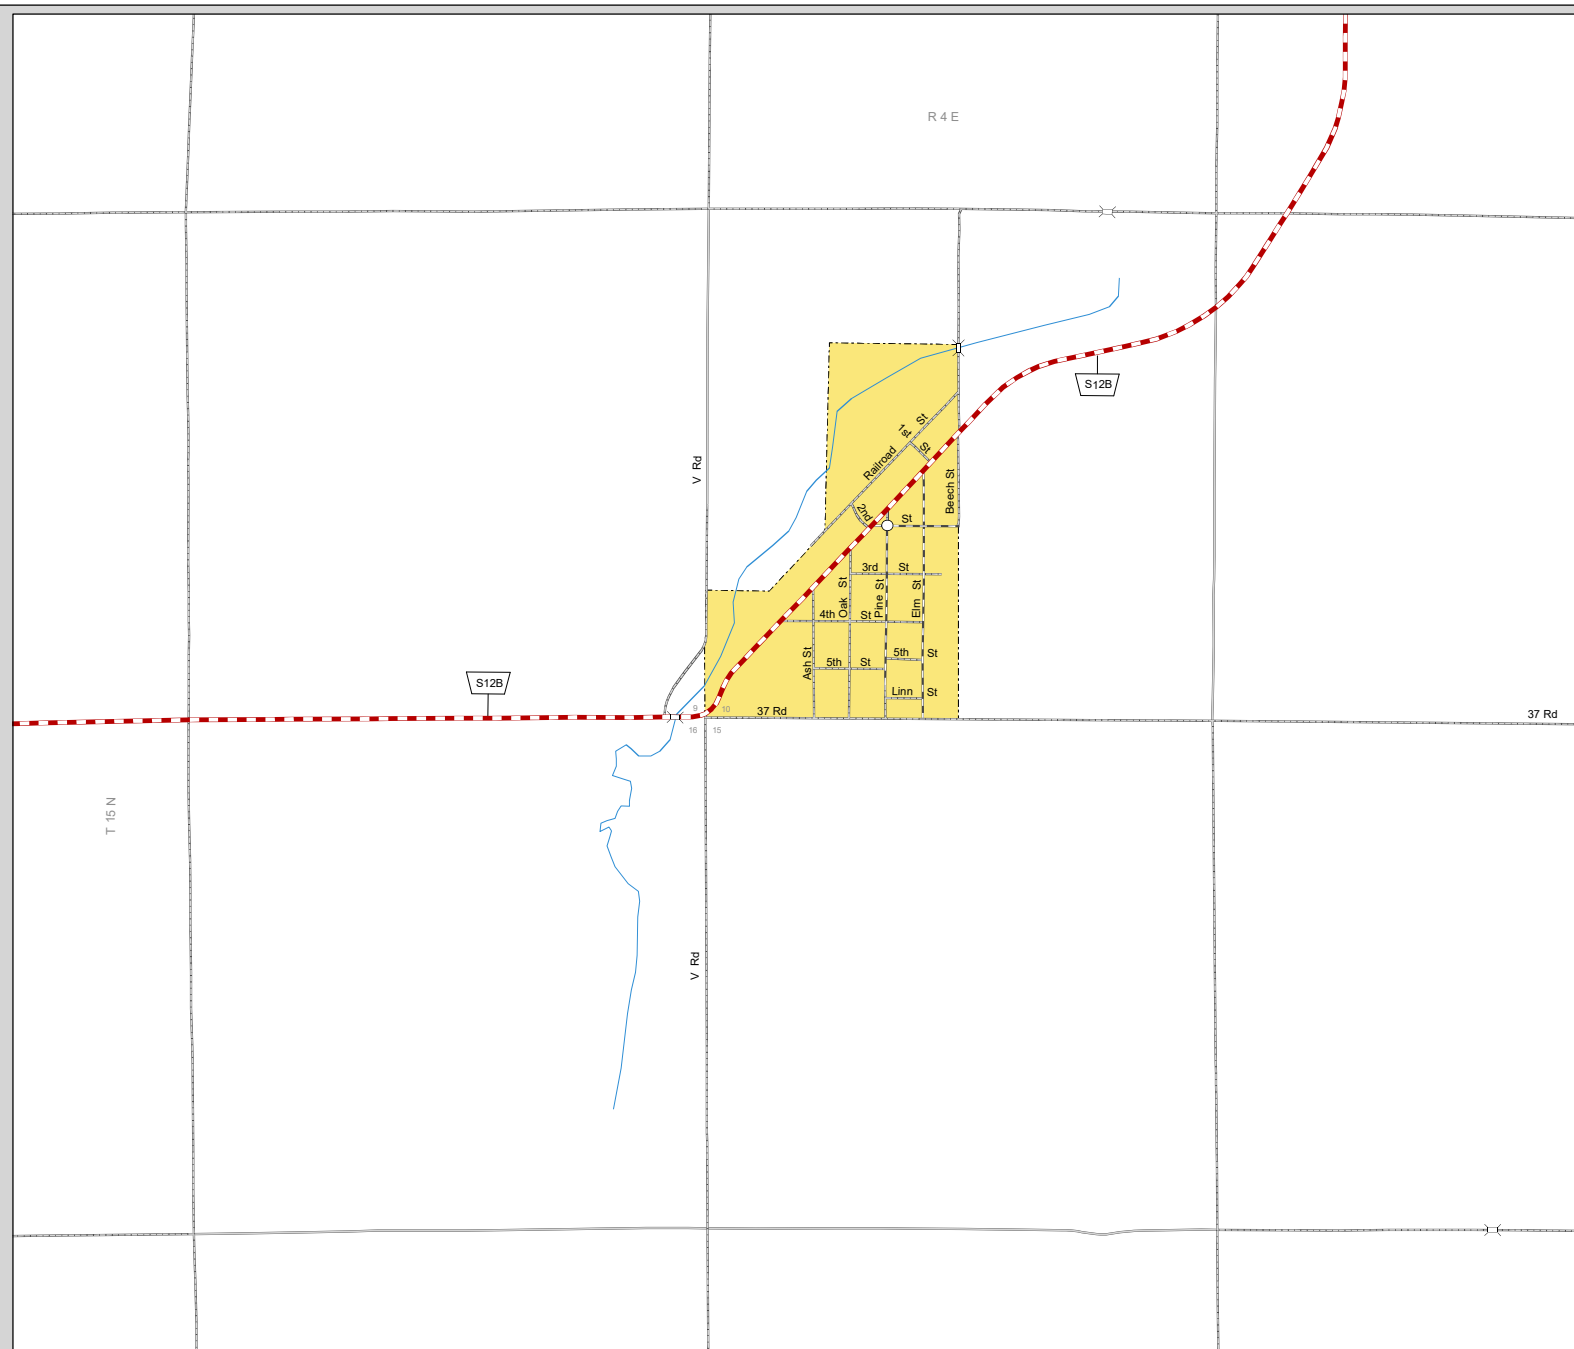 R 4 E
S12B
1st St
Railroad St
V Rd
Beech St
2nd St
3rd St
Oak St
Pine St
Elm St
4th St
Ash St
5th St
5th St
Linn St
S12B
9 10
37 Rd
37 Rd
16 15
T 15 N
V Rd